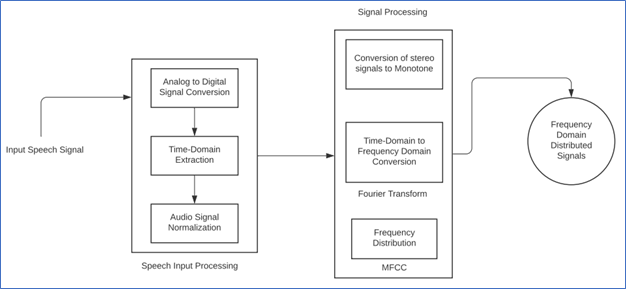 Signal Processing
Input Speech Signal
Analog to Digital
Signal Conversion
Time-Domain
Extraction
Audio Signal
Normalization
Speech Input Processing
Conversion of stereo
signals to Monotone
Time-Domain to
Frequency Domain
Conversion
Fourier Transform
Frequency
Distribution
MFCC
Frequency
Domain
Distributed
Signals